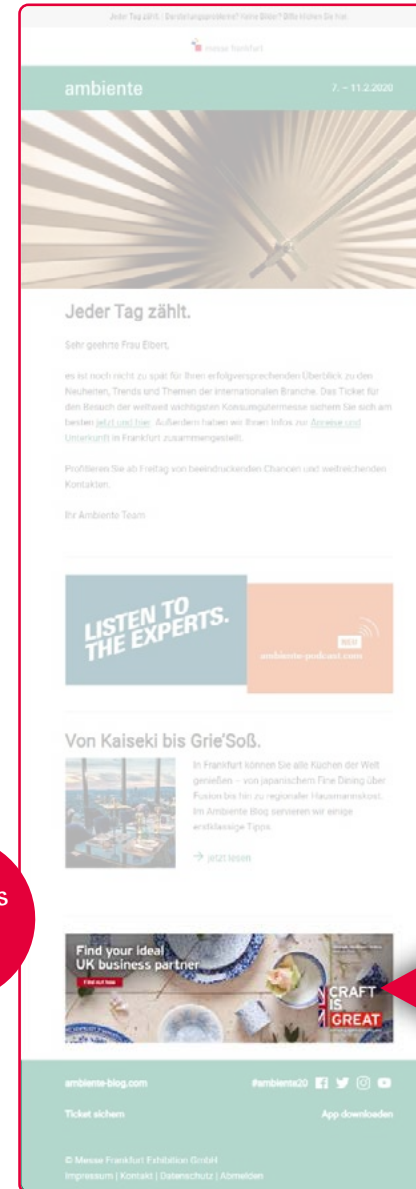 Jeder Tag zählt. | Darstellungsprobleme? Keine Bilder? Bitte klicken Sie hier.
messe frankfurt
ambiente
7. – 11.2.2020
Jeder Tag zählt.
Sehr geehrte Frau Elbert,
es ist noch nicht zu spät für Ihren erfolgversprechenden Überblick zu den
Neuheiten, Trends und Themen der internationalen Branche. Das Ticket für
den Besuch der weltweit wichtigsten Konsumgütermesse sichern Sie sich am
besten jetzt und hier. Außerdem haben wir Ihnen Infos zur Anreise und
Unterkunft in Frankfurt zusammengestellt.
Profitieren Sie ab Freitag von beeindruckenden Chancen und weitreichenden
Kontakten.
Ihr Ambiente Team
LISTEN TO
THE EXPERTS.
NEW
ambiente-podcast.com
Von Kaiseki bis Grie'Soß.
In Frankfurt können Sie alle Küchen der Welt
genießen – von japanischem Fine Dining über
Fusion bis hin zu regionaler Hausmannskost.
Im Ambiente Blog servieren wir einige
erstklassige Tipps.
→ jetzt lesen
s
Find your ideal
UK business partner
Find out how
CRAFT
IS
GREAT
ambiente-blog.com
#ambiente20
Ticket sichern
App downloaden
© Messe Frankfurt Exhibition GmbH
Impressum | Kontakt | Datenschutz | Abmelden